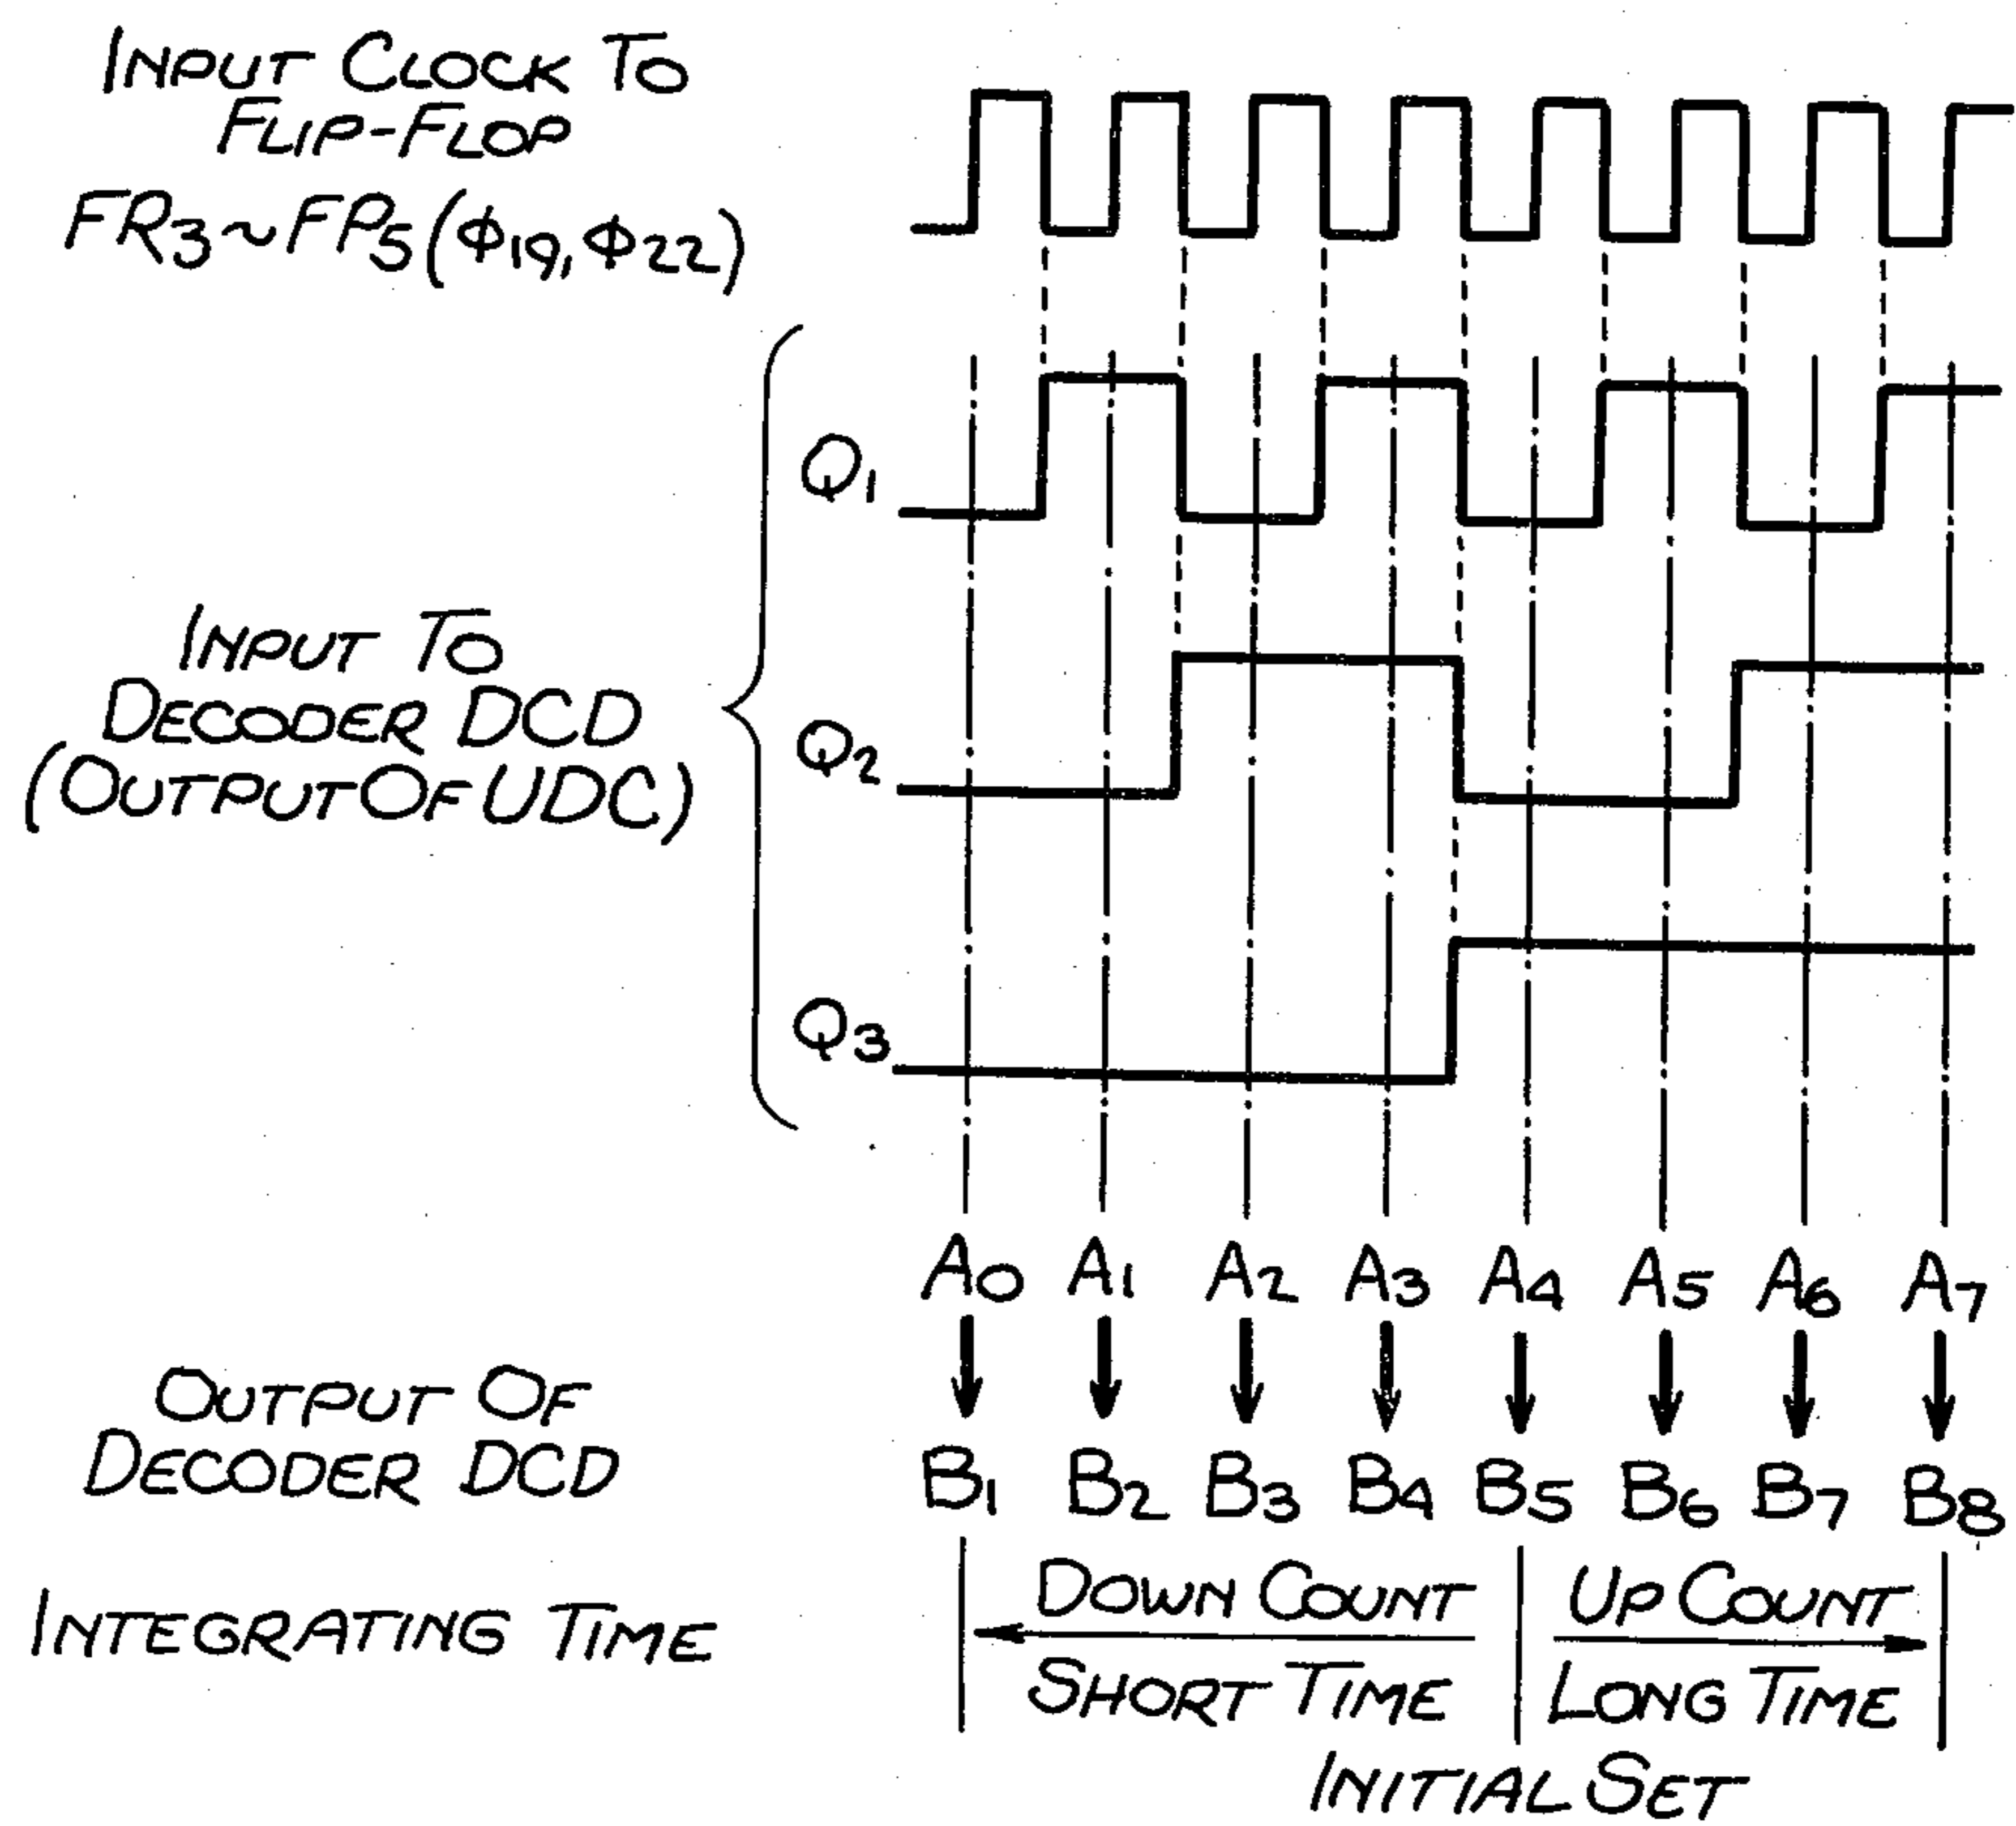 INPUT CLOCK TO
FLIP-FLOP
FR3~FP5(Φ19, Φ22)
Q1
INPUT TO
DECODER DCD
(OUTPUT OF UDC)
Q2
Q3
A0 A1 A2 A3 A4 A5 A6 A7
OUTPUT OF
DECODER DCD
B1 B2 B3 B4 B5 B6 B7 B8
INTEGRATING TIME
DOWN COUNT
UP COUNT
SHORT TIME
LONG TIME
INITIAL SET